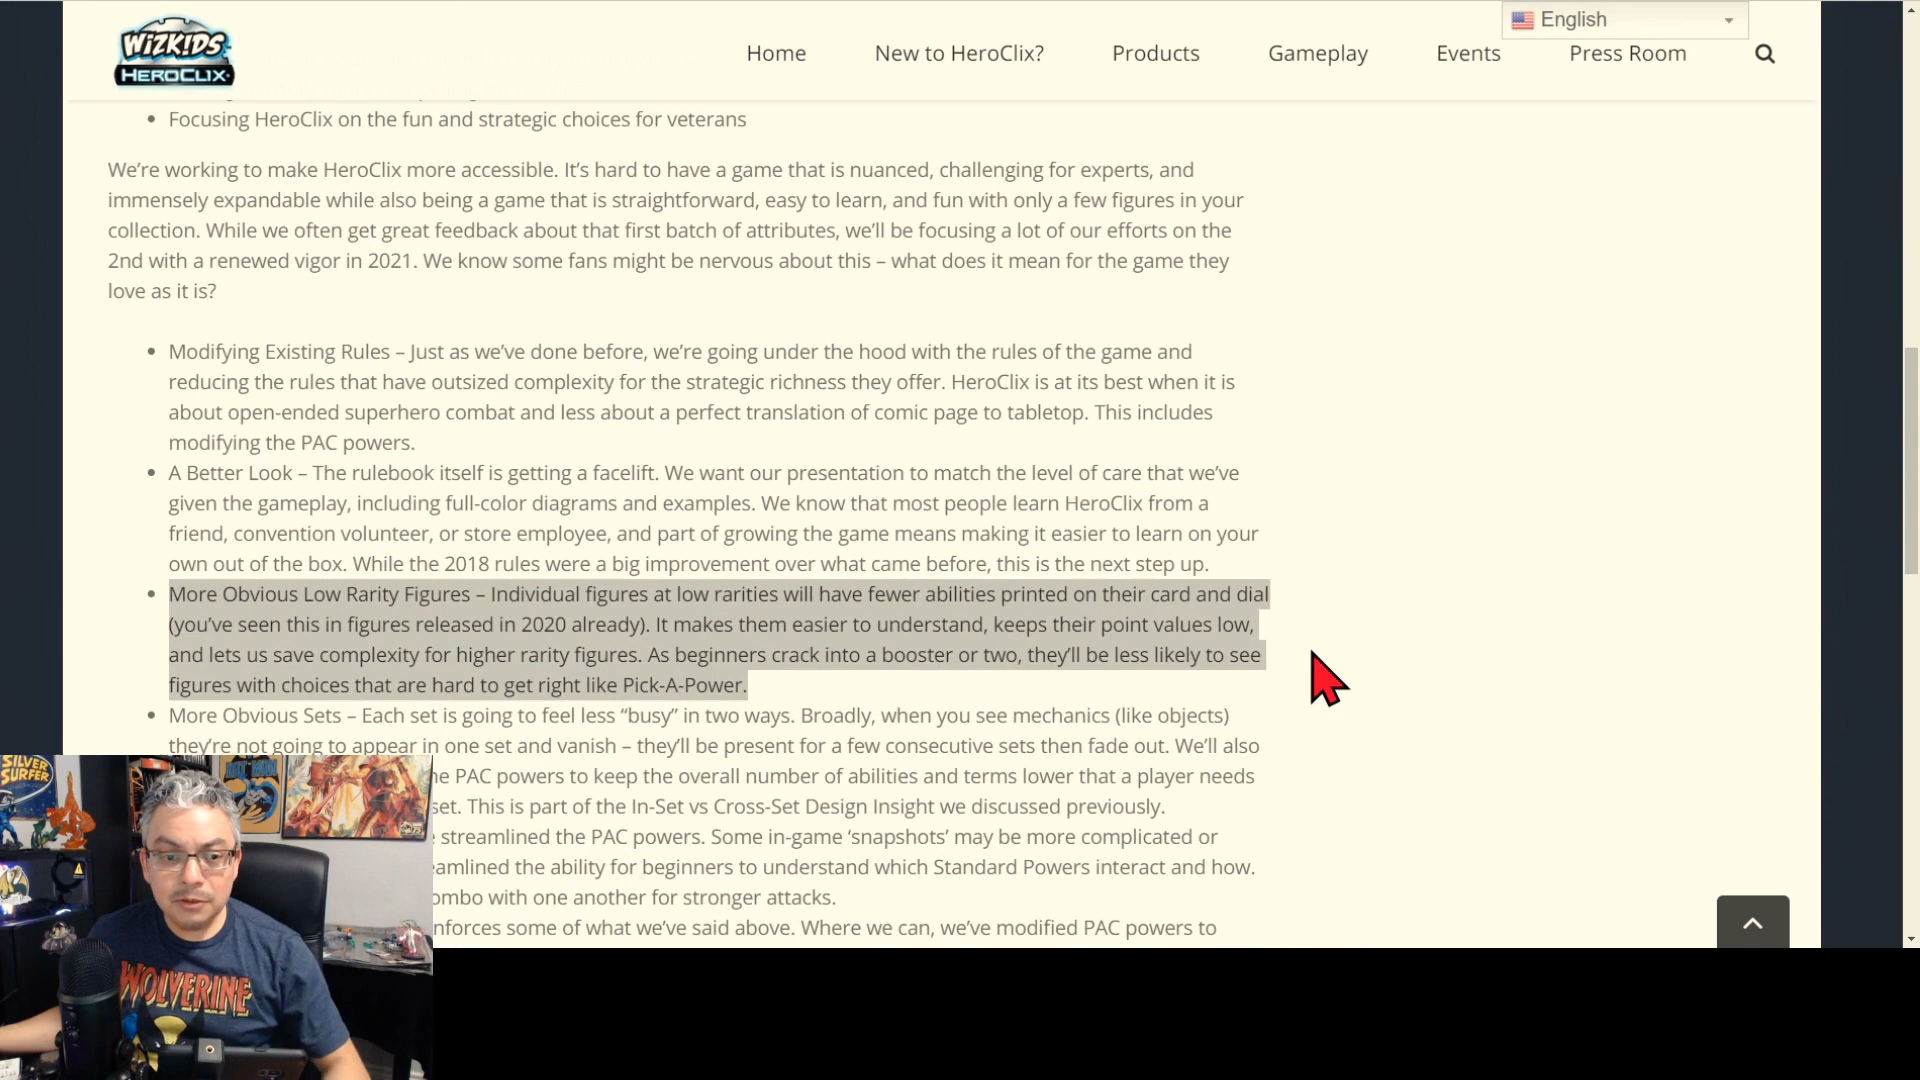 WIZKIDS
HEROCLIX
Home
New to HeroClix?
Products
Gameplay
Events
Press Room
English
• Focusing HeroClix on the fun and strategic choices for veterans
We’re working to make HeroClix more accessible. It’s hard to have a game that is nuanced, challenging for experts, and
immensely expandable while also being a game that is straightforward, easy to learn, and fun with only a few figures in your
collection. While we often get great feedback about that first batch of attributes, we’ll be focusing a lot of our efforts on the
2nd with a renewed vigor in 2021. We know some fans might be nervous about this – what does it mean for the game they
love as it is?
• Modifying Existing Rules – Just as we’ve done before, we’re going under the hood with the rules of the game and
reducing the rules that have outsized complexity for the strategic richness they offer. HeroClix is at its best when it is
about open-ended superhero combat and less about a perfect translation of comic page to tabletop. This includes
modifying the PAC powers.
• A Better Look – The rulebook itself is getting a facelift. We want our presentation to match the level of care that we’ve
given the gameplay, including full-color diagrams and examples. We know that most people learn HeroClix from a
friend, convention volunteer, or store employee, and part of growing the game means making it easier to learn on your
own out of the box. While the 2018 rules were a big improvement over what came before, this is the next step up.
• More Obvious Low Rarity Figures – Individual figures at low rarities will have fewer abilities printed on their card and dial
(you’ve seen this in figures released in 2020 already). It makes them easier to understand, keeps their point values low,
and lets us save complexity for higher rarity figures. As beginners crack into a booster or two, they’ll be less likely to see
figures with choices that are hard to get right like Pick-A-Power.
• More Obvious Sets – Each set is going to feel less “busy” in two ways. Broadly, when you see mechanics (like objects)
they’re not going to appear in one set and vanish – they’ll be present for a few consecutive sets then fade out. We’ll also
PAC powers to keep the overall number of abilities and terms lower that a player needs
set. This is part of the In-Set vs Cross-Set Design Insight we discussed previously.
streamlined the PAC powers. Some in-game ‘snapshots’ may be more complicated or
the ability for beginners to understand which Standard Powers interact and how.
with one another for stronger attacks.
some of what we’ve said above. Where we can, we’ve modified PAC powers to
SILVER
SURFER
WOLVERINE